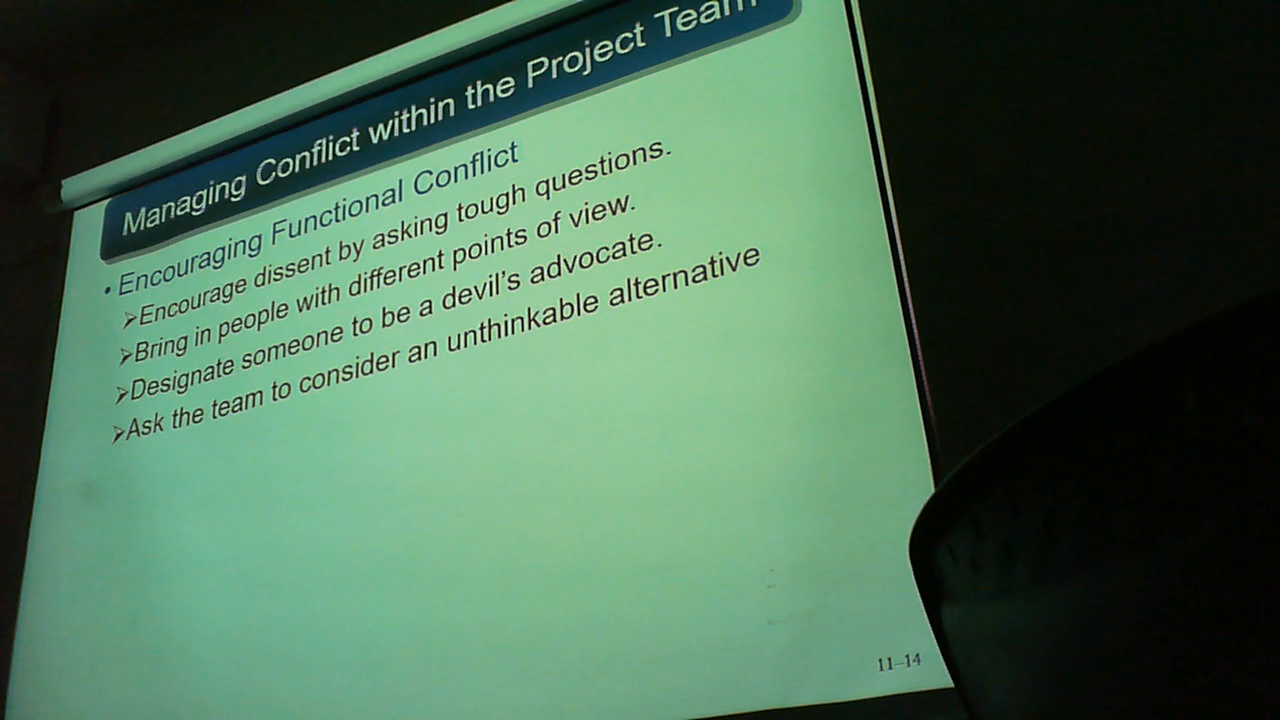 Managing Conflict within the Project Team
• Encouraging Functional Conflict
➢Encourage dissent by asking tough questions.
➢Bring in people with different points of view.
➢Designate someone to be a devil's advocate.
➢Ask the team to consider an unthinkable alternative
11–14